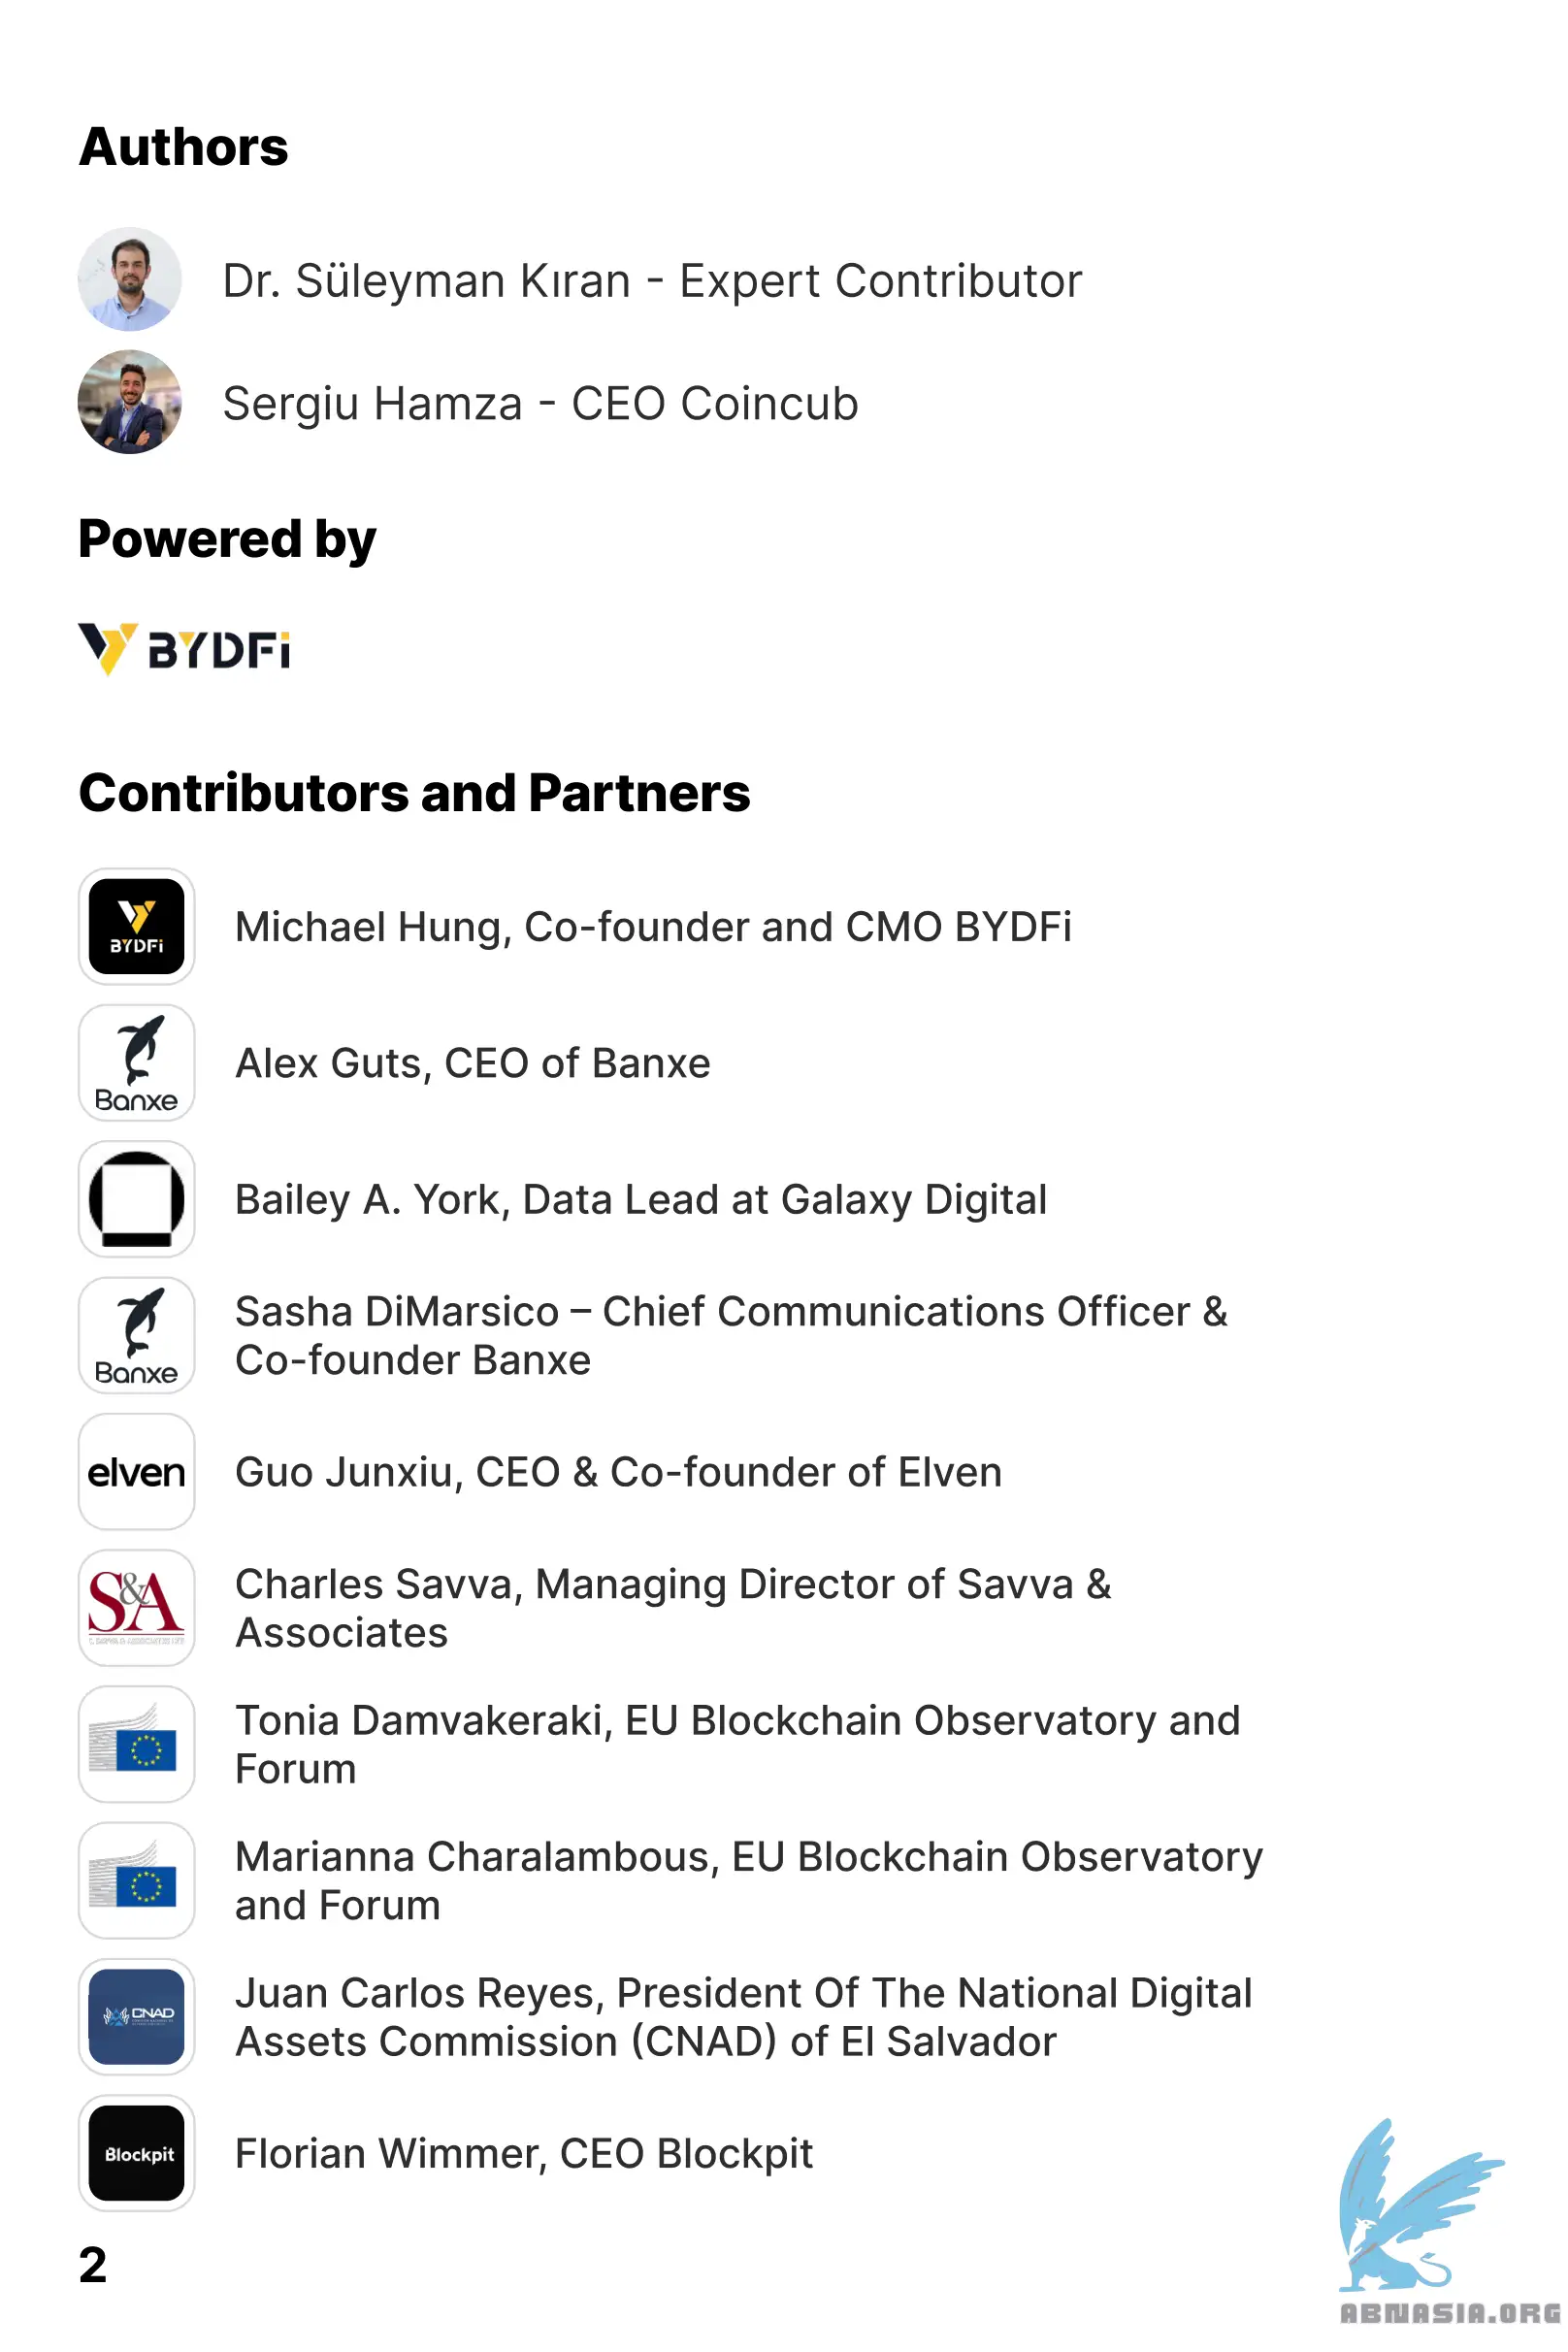 Authors
Dr. Süleyman Kıran - Expert Contributor
Sergiu Hamza - CEO Coincub
Powered by
BYDFi
Contributors and Partners
BYDFi
Michael Hung, Co-founder and CMO BYDFi
Banxe
Alex Guts, CEO of Banxe
Bailey A. York, Data Lead at Galaxy Digital
Banxe
Sasha DiMarsico – Chief Communications Officer &
Co-founder Banxe
elven
Guo Junxiu, CEO & Co-founder of Elven
S&A
Charles Savva, Managing Director of Savva &
Associates
Tonia Damvakeraki, EU Blockchain Observatory and
Forum
Marianna Charalambous, EU Blockchain Observatory
and Forum
CNAD
Juan Carlos Reyes, President Of The National Digital
Assets Commission (CNAD) of El Salvador
Blockpit
Florian Wimmer, CEO Blockpit
2
ABNASIA.ORG